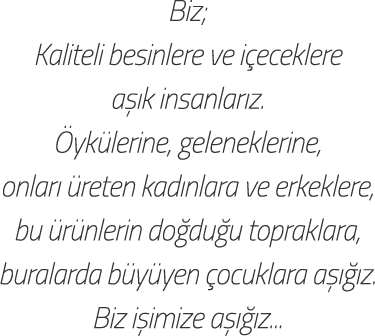 Biz;
Kaliteli besinlere ve içeceklere
aşık insanlarız.
Öykülerine, geleneklerine,
onları üreten kadınlara ve erkeklere,
bu ürünlerin doğduğu topraklara,
buralarda büyüyen çocuklara aşığız.
Biz işimize aşığız...